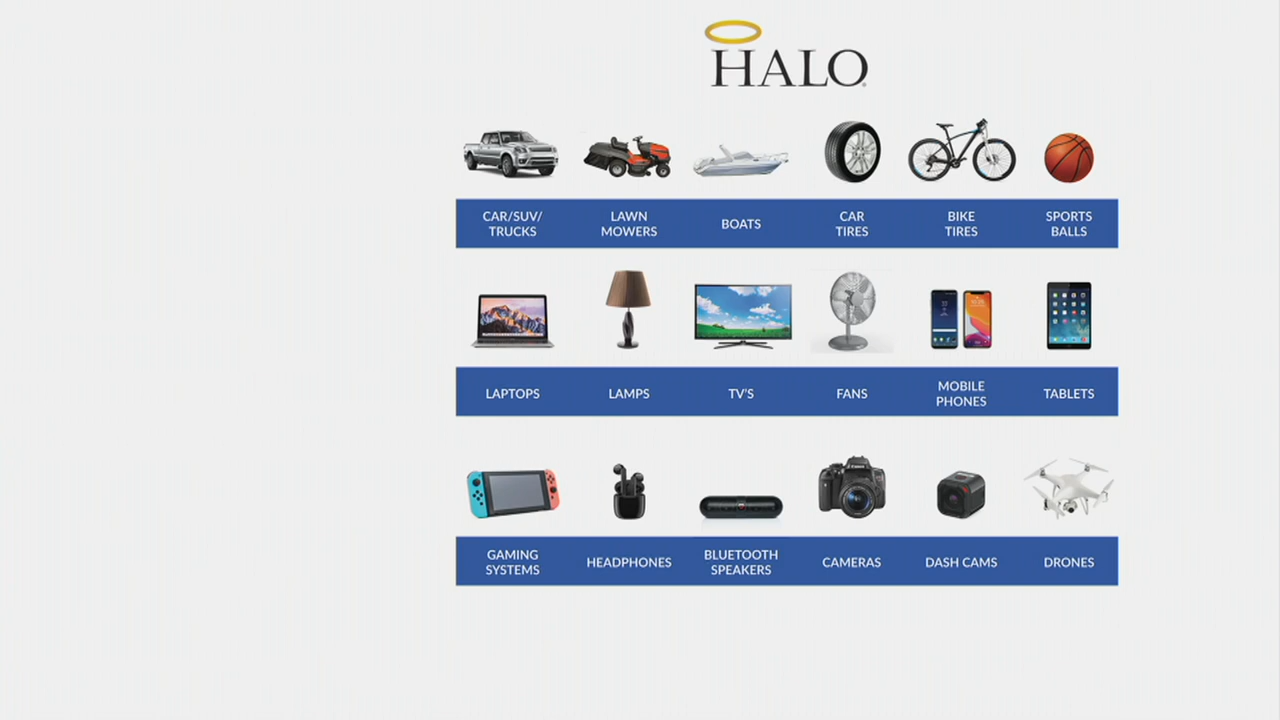 HALO
CAR/SUV/ LAWN BOATS CAR BIKE SPORTS
TRUCKS MOWERS TIRES TIRES BALLS
LAPTOPS LAMPS TV'S FANS MOBILE TABLETS
PHONES
GAMING HEADPHONES BLUETOOTH CAMERAS DASH CAMS DRONES
SYSTEMS SPEAKERS